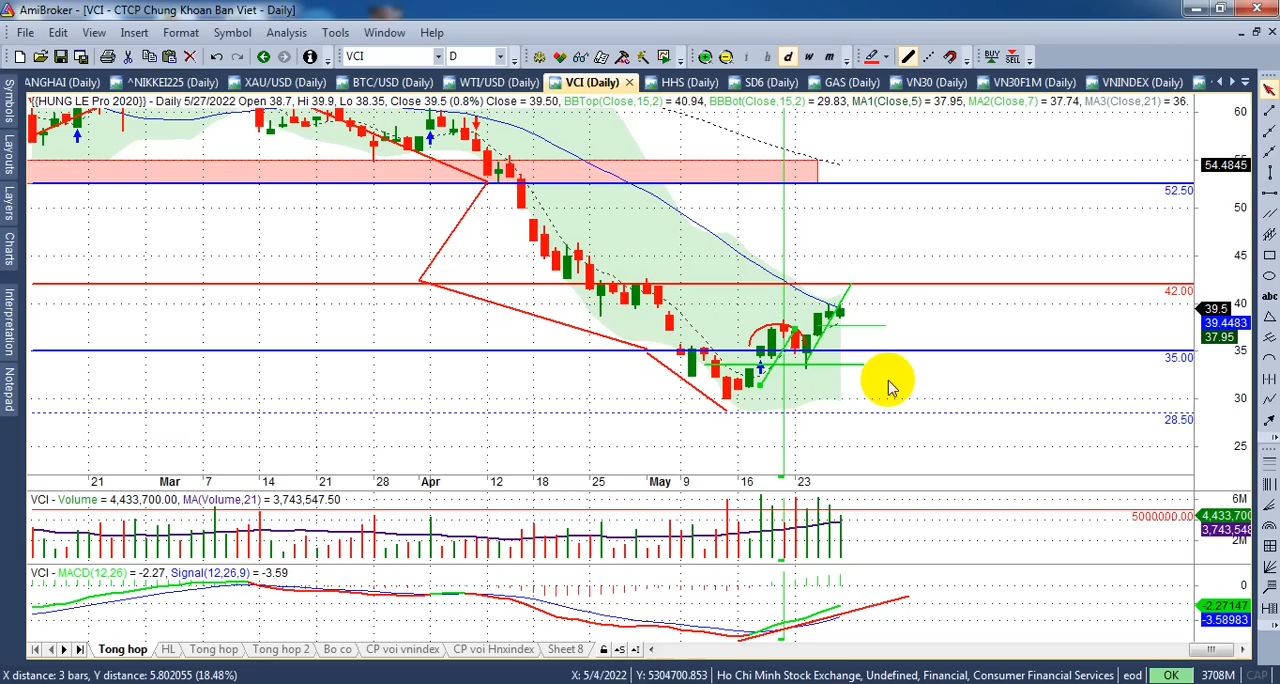 AmiBroker - [VCI - CTCP Chung Khoan Ban Viet - Daily]
File Edit View Insert Format Symbol Analysis Tools Window Help
VCI D i h d w m BUY SELL
ANGHAI (Daily) ^NIKKEI225 (Daily) XAU/USD (Daily) BTC/USD (Daily) WTI/USD (Daily) VCI (Daily) HHS (Daily) SD6 (Daily) GAS (Daily) VN30 (Daily) VN30F1M (Daily) VNINDEX (Daily)
{{HUNG LE Pro 2020}} - Daily 5/27/2022 Open 38.7, Hi 39.9, Lo 38.35, Close 39.5 (0.8%) Close = 39.50, BBTop(Close,15,2) = 40.94, BBBot(Close,15,2) = 29.83, MA1(Close,5) = 37.95, MA2(Close,7) = 37.74, MA3(Close,21) = 36.
Symbols
Layouts
Layers
Charts
Interpretation
Notepad
abc
60
55
54.4845
52.50
50
45
42.00
40
39.5
39.4483
37.95
35.00
35
30
28.50
25
21 Mar 7 14 21 28 Apr 12 18 25 May 9 16 23
VCI - Volume = 4,433,700.00, MA(Volume,21) = 3,743,547.50
6M
5000000.00
4,433,700
3,743,548
2M
VCI - MACD(12,26) = -2.27, Signal(12,26,9) = -3.59
0
-2.27147
-3.58983
Tong hop HL Tong hop Tong hop 2 Bo co CP voi vnindex CP voi Hnxindex Sheet 8
X distance: 3 bars, Y distance: 5.802055 (18.48%) X: 5/4/2022 Y: 5304700.853 Ho Chi Minh Stock Exchange, Undefined, Financial, Consumer Financial Services eod OK 3708M CAP